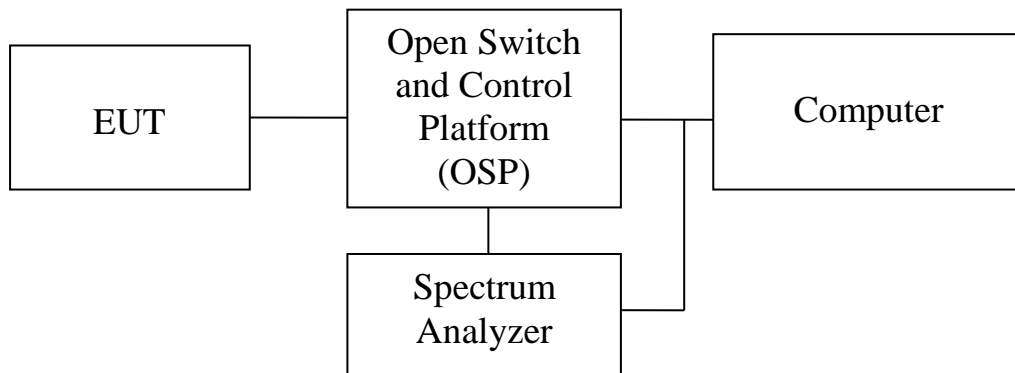 EUT
Open Switch
and Control
Platform
(OSP)
Computer
Spectrum
Analyzer